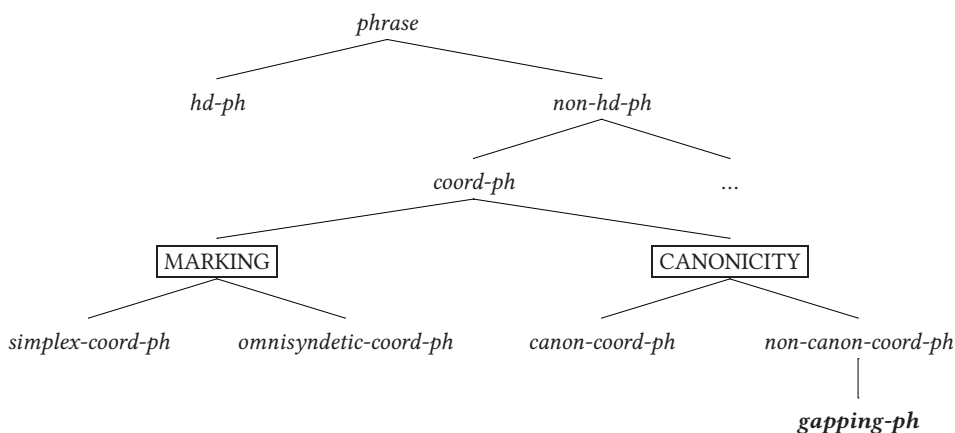 phrase
hd-ph non-hd-ph
coord-ph ...
MARKING CANONICITY
simplex-coord-ph omnisyndetic-coord-ph canon-coord-ph non-canon-coord-ph
gapping-ph